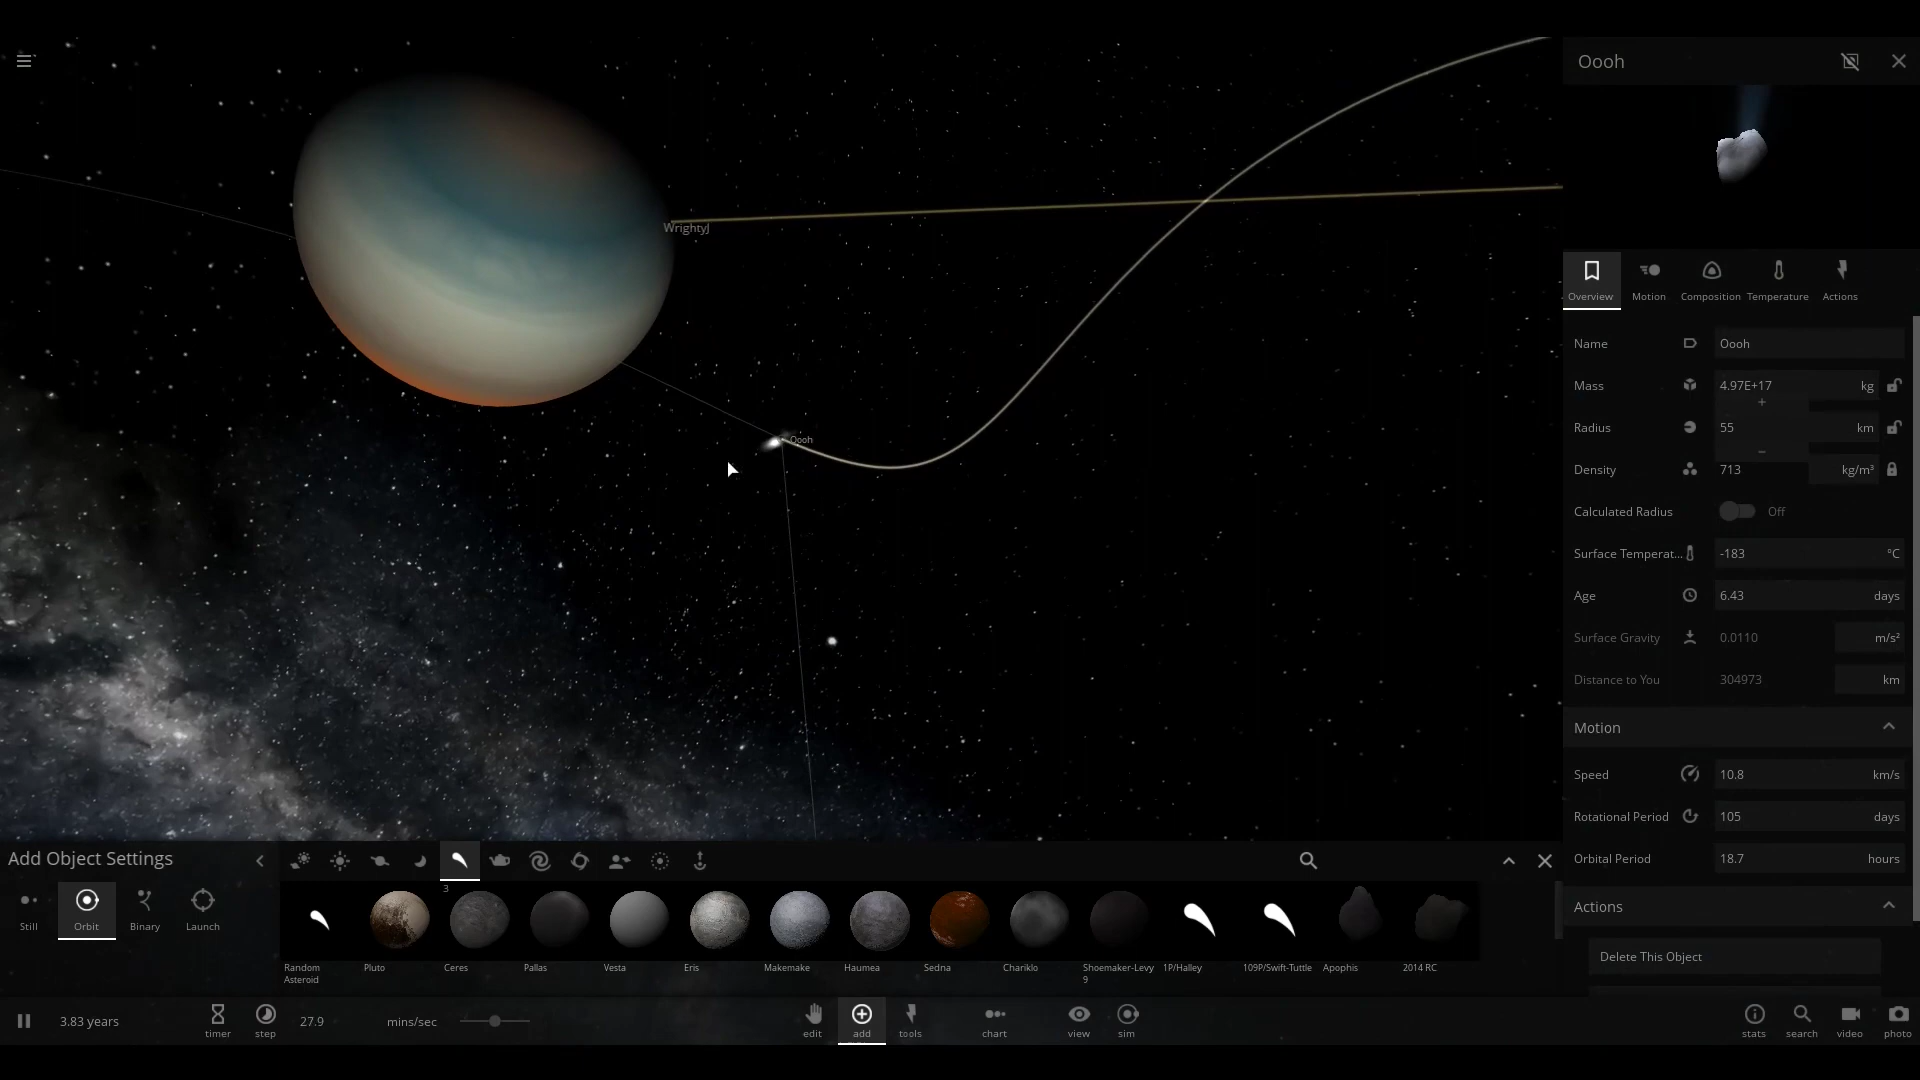 Oooh
WrightyJ
Oooh
Overview
Motion
Composition
Temperature
Actions
Name
Oooh
Mass
4.97E+17
kg
+
Radius
55
km
–
Density
713
kg/m³
Calculated Radius
Off
Surface Temperat...
-183
°C
Age
6.43
days
Surface Gravity
0.0110
m/s²
Distance to You
304973
km
Motion
Speed
10.8
km/s
Rotational Period
105
days
Orbital Period
18.7
hours
Actions
Delete This Object
Add Object Settings
Still
Orbit
Binary
Launch
3
Random
Asteroid
Pluto
Ceres
Pallas
Vesta
Eris
Makemake
Haumea
Sedna
Chariklo
Shoemaker-Levy
9
1P/Halley
109P/Swift-Tuttle
Apophis
2014 RC
3.83 years
timer
step
27.9
mins/sec
edit
add
tools
chart
view
sim
stats
search
video
photo